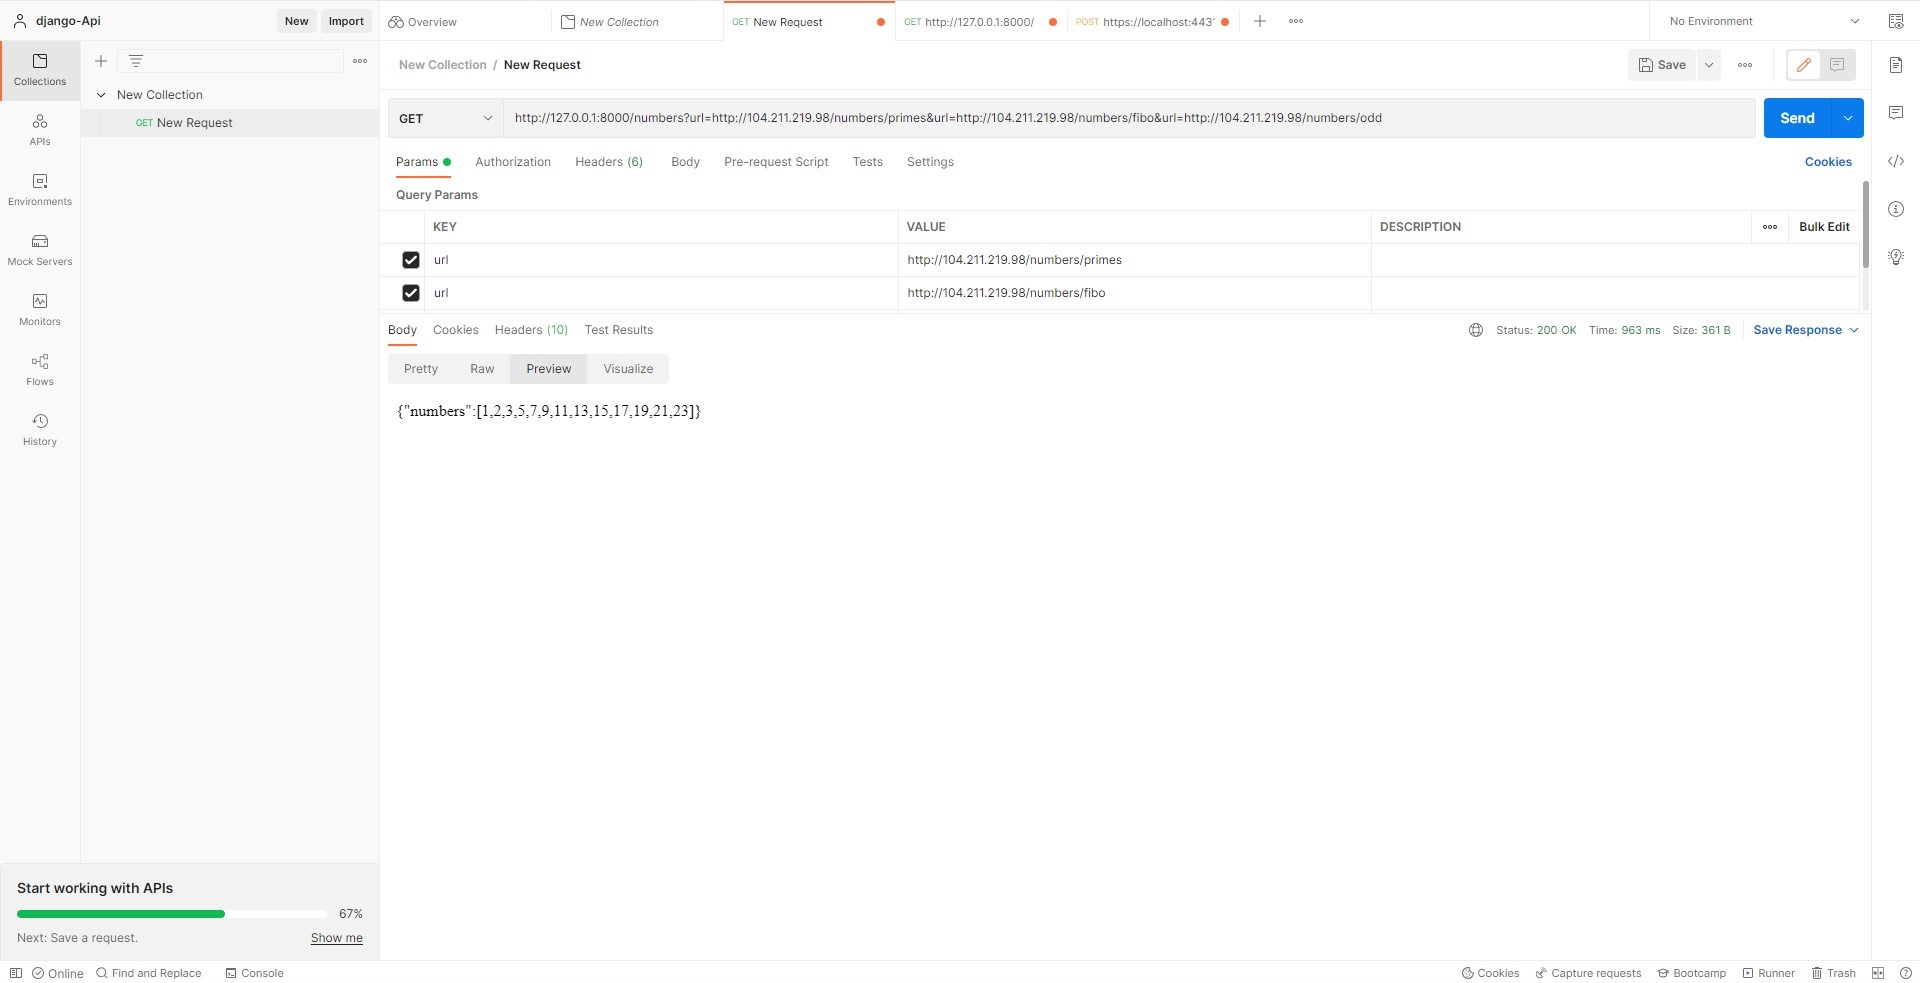 django-Api
New
Import
Overview
New Collection
GET New Request
GET http://127.0.0.1:8000/
POST https://localhost:443
No Environment
Collections
APIs
Environments
Mock Servers
Monitors
Flows
History
New Collection
GET New Request
New Collection / New Request
Save
GET
http://127.0.0.1:8000/numbers?url=http://104.211.219.98/numbers/primes&url=http://104.211.219.98/numbers/fibo&url=http://104.211.219.98/numbers/odd
Send
Params
Authorization
Headers (6)
Body
Pre-request Script
Tests
Settings
Cookies
Query Params
KEY
VALUE
DESCRIPTION
Bulk Edit
url
http://104.211.219.98/numbers/primes
url
http://104.211.219.98/numbers/fibo
Body
Cookies
Headers (10)
Test Results
Status: 200 OK
Time: 963 ms
Size: 361 B
Save Response
Pretty
Raw
Preview
Visualize
{"numbers":[1,2,3,5,7,9,11,13,15,17,19,21,23]}
Start working with APIs
67%
Next: Save a request.
Show me
Online
Find and Replace
Console
Cookies
Capture requests
Bootcamp
Runner
Trash